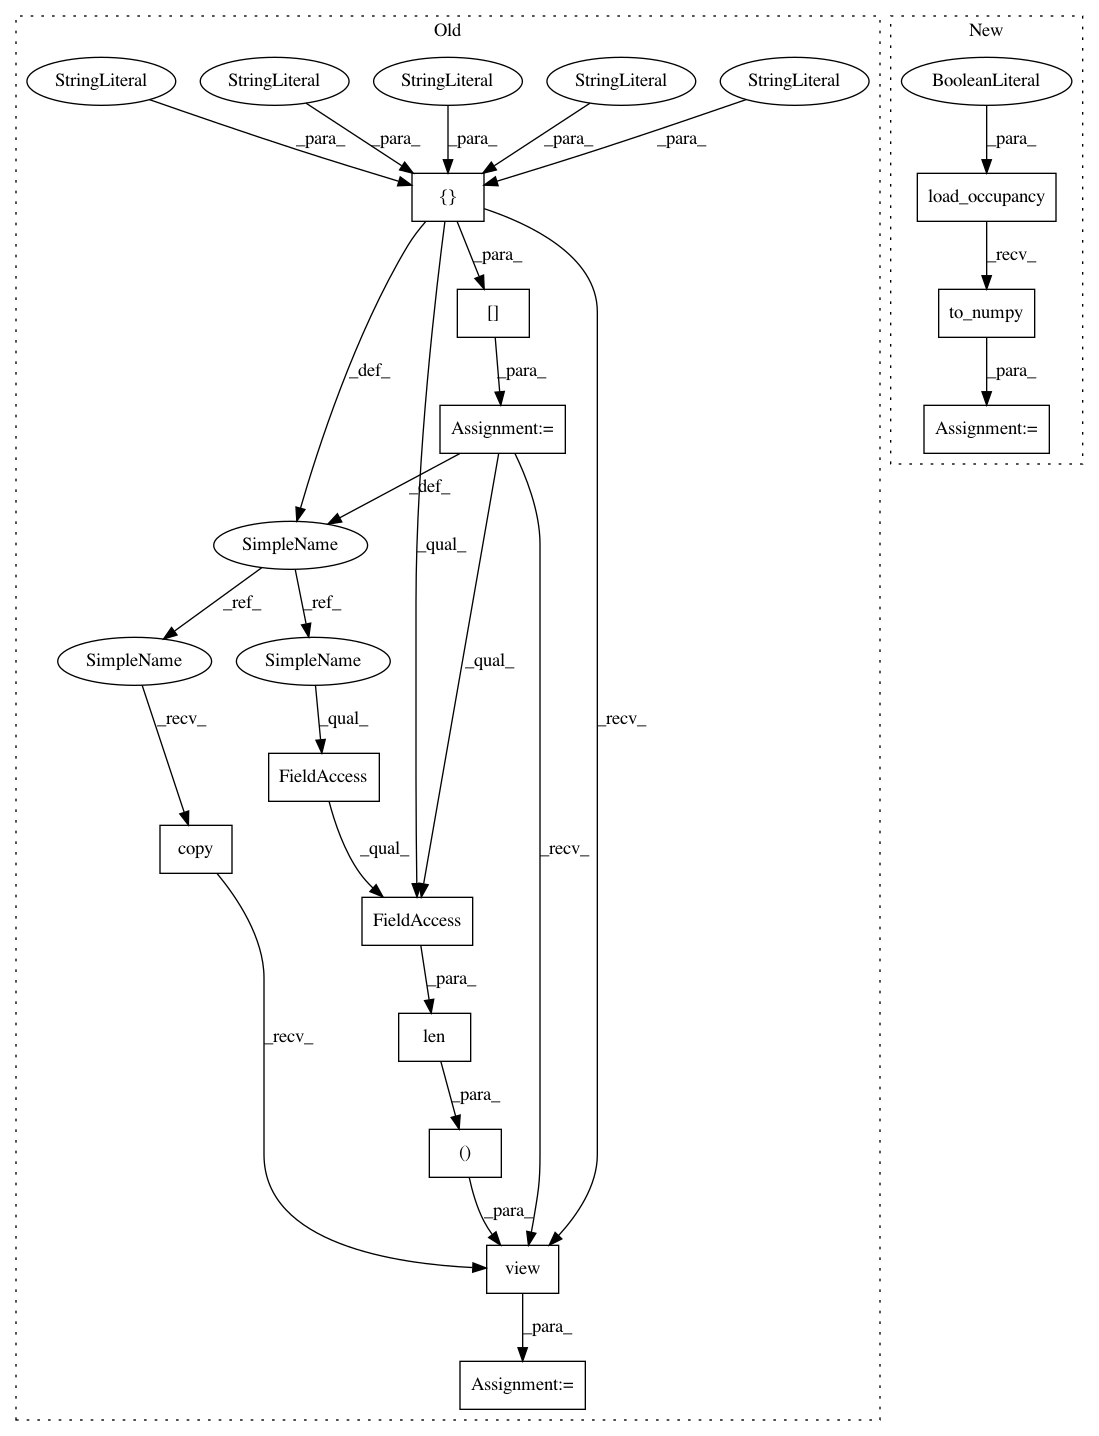 Old
New
StringLiteral
StringLiteral
StringLiteral
StringLiteral
StringLiteral
BooleanLiteral
_para_
_para_
_para_
_para_
_para_
_para_
{}
load_occupancy
_para_
_recv_
[]
to_numpy
_def_
_para_
_para_
Assignment:=
Assignment:=
_def_
SimpleName
_qual_
_ref_
_ref_
SimpleName
SimpleName
_qual_
_recv_
_qual_
_recv_
FieldAccess
copy
_qual_
_recv_
FieldAccess
_para_
_recv_
len
_para_
()
_para_
view
_para_
Assignment:=